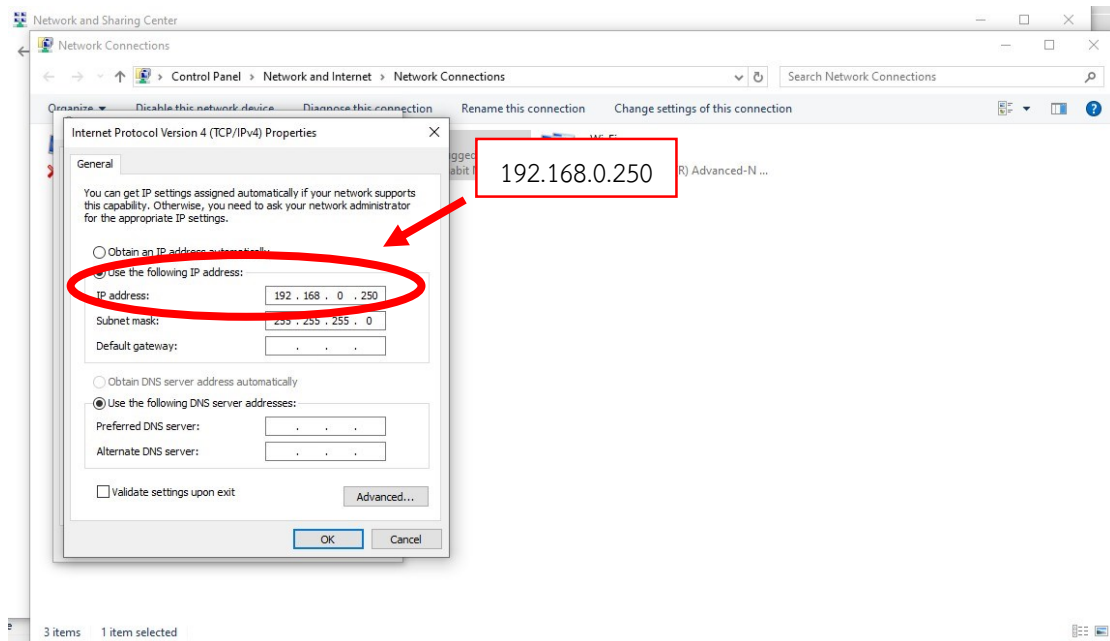 Network and Sharing Center
Network Connections
Control Panel > Network and Internet > Network Connections
Search Network Connections
Organize
Disable this network device
Diagnose this connection
Rename this connection
Change settings of this connection
Internet Protocol Version 4 (TCP/IPv4) Properties
General
192.168.0.250
R) Advanced-N ...
You can get IP settings assigned automatically if your network supports
this capability. Otherwise, you need to ask your network administrator
for the appropriate IP settings.
Obtain an IP address automatically
Use the following IP address:
IP address: 192 . 168 . 0 . 250
Subnet mask: 255 . 255 . 255 . 0
Default gateway: . . .
Obtain DNS server address automatically
Use the following DNS server addresses:
Preferred DNS server: . . .
Alternate DNS server: . . .
Validate settings upon exit
Advanced...
OK
Cancel
3 items
1 item selected